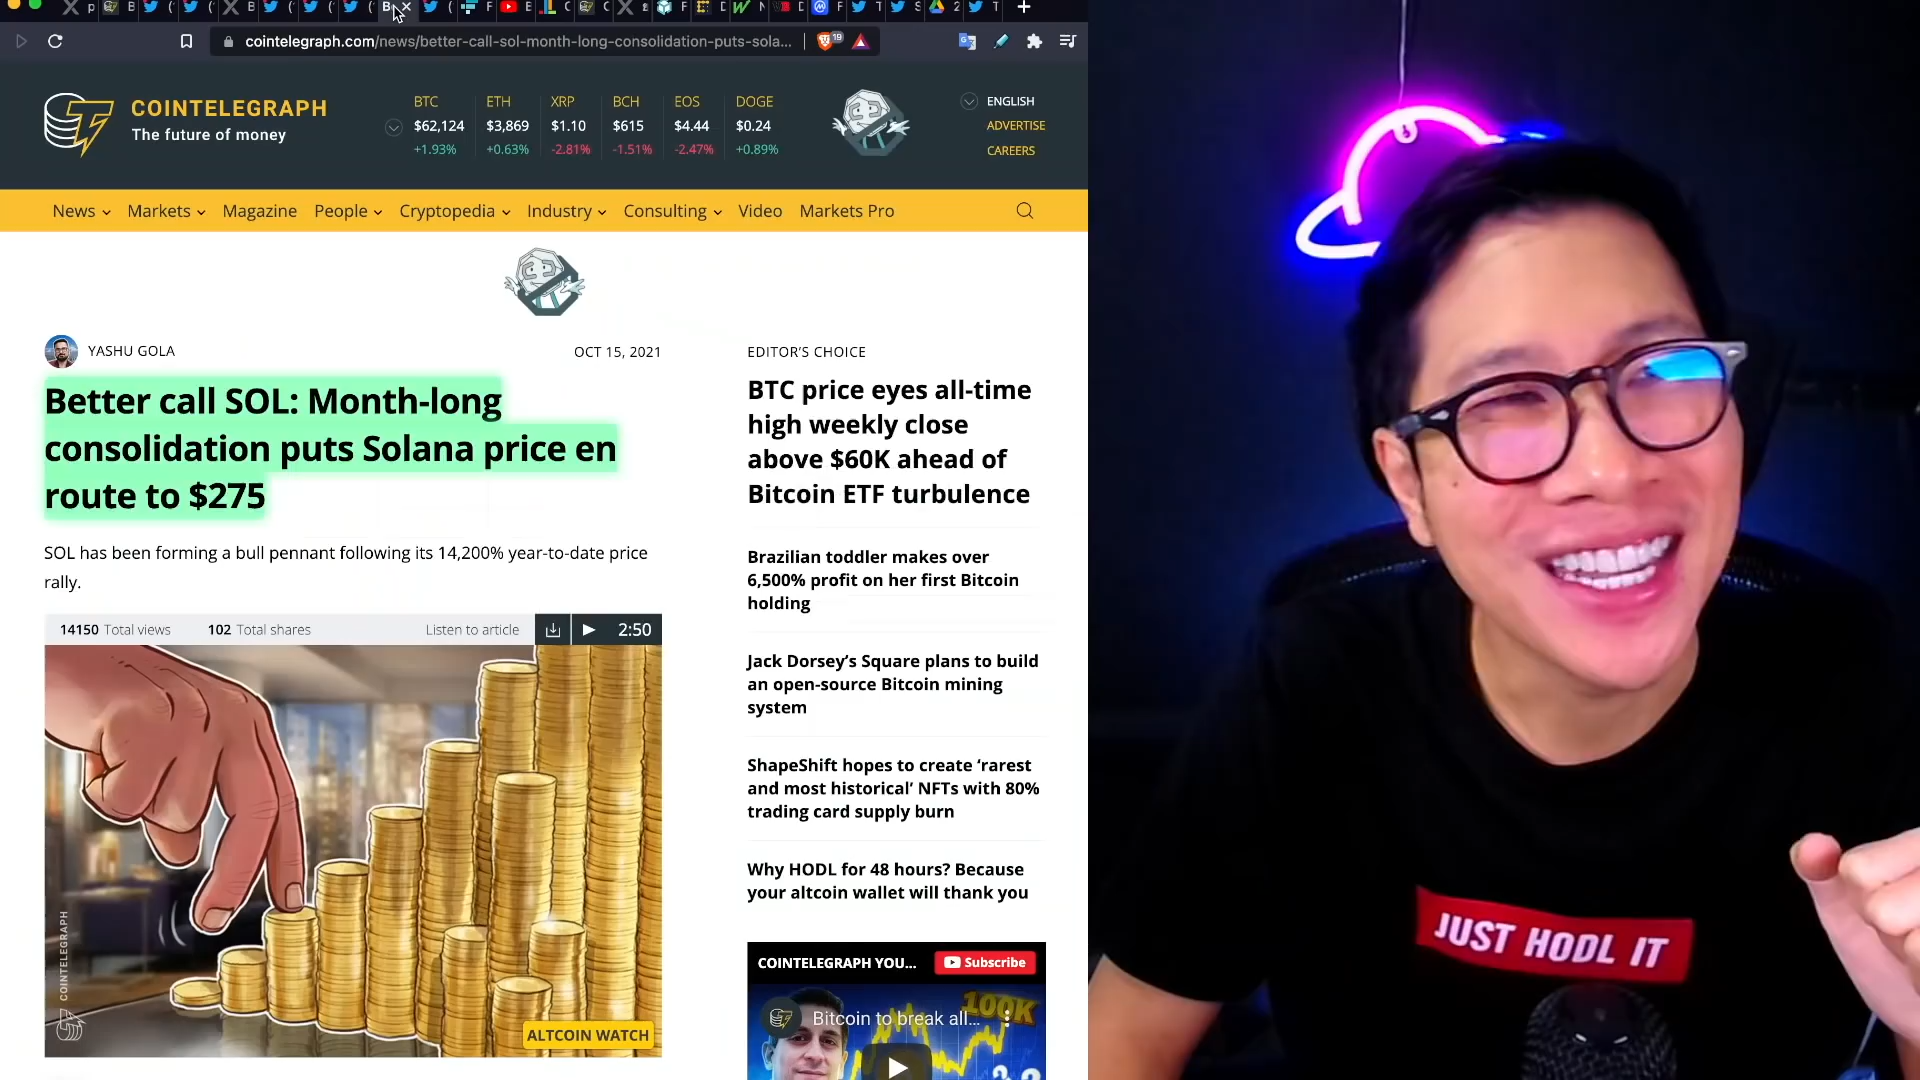 cointelegraph.com/news/better-call-sol-month-long-consolidation-puts-sola...
19
COINTELEGRAPH
The future of money
BTC
$62,124
+1.93%
ETH
$3,869
+0.63%
XRP
$1.10
-2.81%
BCH
$615
-1.51%
EOS
$4.44
-2.47%
DOGE
$0.24
+0.89%
ENGLISH
ADVERTISE
CAREERS
News
Markets
Magazine
People
Cryptopedia
Industry
Consulting
Video
Markets Pro
YASHU GOLA
OCT 15, 2021
Better call SOL: Month-long
consolidation puts Solana price en
route to $275
SOL has been forming a bull pennant following its 14,200% year-to-date price
rally.
14150 Total views
102 Total shares
Listen to article
2:50
COINTELEGRAPH
ALTCOIN WATCH
EDITOR'S CHOICE
BTC price eyes all-time
high weekly close
above $60K ahead of
Bitcoin ETF turbulence
Brazilian toddler makes over
6,500% profit on her first Bitcoin
holding
Jack Dorsey's Square plans to build
an open-source Bitcoin mining
system
ShapeShift hopes to create 'rarest
and most historical' NFTs with 80%
trading card supply burn
Why HODL for 48 hours? Because
your altcoin wallet will thank you
COINTELEGRAPH YOU...
Subscribe
Bitcoin to break all...
100K
JUST HODL IT